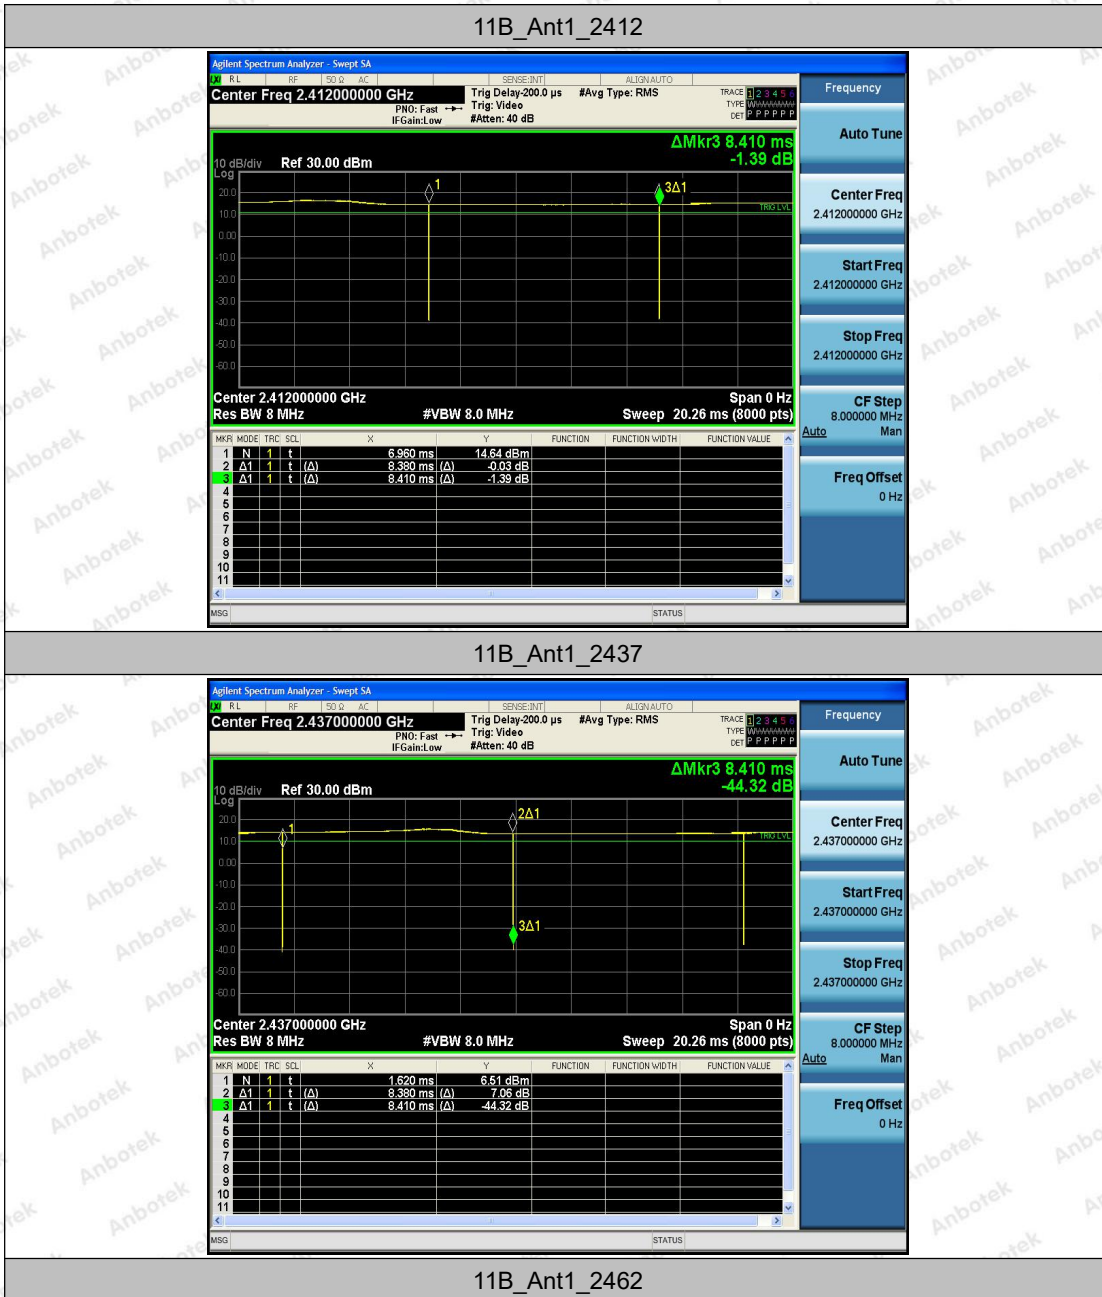 11B_Ant1_2412
Agilent Spectrum Analyzer - Swept SA
LXI RL RF 50 Ω AC SENSE:INT ALIGNAUTO
Center Freq 2.412000000 GHz
PNO: Fast
IFGain:Low
Trig Delay-200.0 µs
Trig: Video
#Atten: 40 dB
#Avg Type: RMS
TRACE 1 2 3 4 5 6
TYPE
DET P P P P P P
ΔMkr3 8.410 ms
-1.39 dB
10 dB/div
Log
Ref 30.00 dBm
20.0
10.0
0.00
-10.0
-20.0
-30.0
-40.0
-50.0
-60.0
1
3Δ1
TRIG LVL
Center 2.412000000 GHz
Span 0 Hz
Res BW 8 MHz
#VBW 8.0 MHz
Sweep 20.26 ms (8000 pts)
MKR MODE TRC SCL X Y FUNCTION FUNCTION WIDTH FUNCTION VALUE
1 N 1 t 6.960 ms 14.64 dBm
2 Δ1 1 t (Δ) 8.380 ms (Δ) -0.03 dB
3 Δ1 1 t (Δ) 8.410 ms (Δ) -1.39 dB
4
5
6
7
8
9
10
11
MSG
STATUS
Frequency
Auto Tune
Center Freq
2.412000000 GHz
Start Freq
2.412000000 GHz
Stop Freq
2.412000000 GHz
CF Step
8.000000 MHz
Auto Man
Freq Offset
0 Hz
11B_Ant1_2437
Agilent Spectrum Analyzer - Swept SA
LXI RL RF 50 Ω AC SENSE:INT ALIGNAUTO
Center Freq 2.437000000 GHz
PNO: Fast
IFGain:Low
Trig Delay-200.0 µs
Trig: Video
#Atten: 40 dB
#Avg Type: RMS
TRACE 1 2 3 4 5 6
TYPE
DET P P P P P P
ΔMkr3 8.410 ms
-44.32 dB
10 dB/div
Log
Ref 30.00 dBm
20.0
10.0
0.00
-10.0
-20.0
-30.0
-40.0
-50.0
-60.0
1
2Δ1
3Δ1
TRIG LVL
Center 2.437000000 GHz
Span 0 Hz
Res BW 8 MHz
#VBW 8.0 MHz
Sweep 20.26 ms (8000 pts)
MKR MODE TRC SCL X Y FUNCTION FUNCTION WIDTH FUNCTION VALUE
1 N 1 t 1.620 ms 6.51 dBm
2 Δ1 1 t (Δ) 8.380 ms (Δ) 7.06 dB
3 Δ1 1 t (Δ) 8.410 ms (Δ) -44.32 dB
4
5
6
7
8
9
10
11
MSG
STATUS
Frequency
Auto Tune
Center Freq
2.437000000 GHz
Start Freq
2.437000000 GHz
Stop Freq
2.437000000 GHz
CF Step
8.000000 MHz
Auto Man
Freq Offset
0 Hz
11B_Ant1_2462